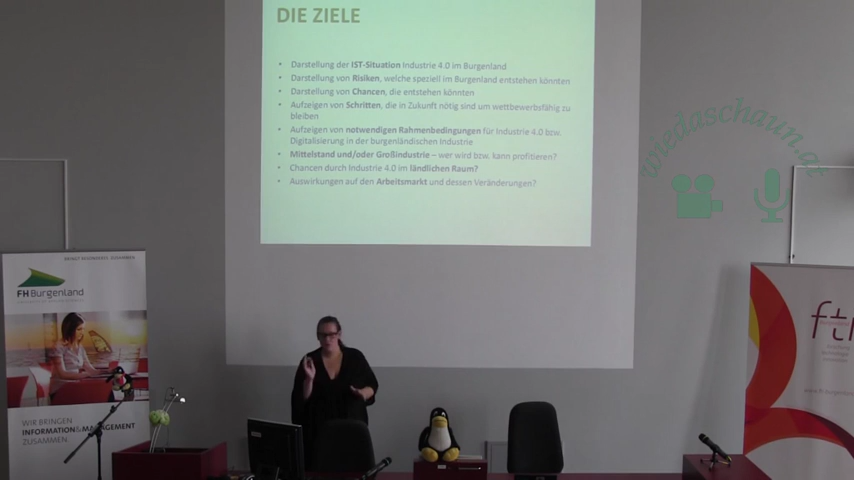 DIE ZIELE
• Darstellung der IST-Situation Industrie 4.0 im Burgenland
• Darstellung von Risiken, welche speziell im Burgenland entstehen könnten
• Darstellung von Chancen, die entstehen könnten
• Aufzeigen von Schritten, die in Zukunft nötig sind um wettbewerbsfähig zu
bleiben
• Aufzeigen von notwendigen Rahmenbedingungen für Industrie 4.0 bzw.
Digitalisierung in der burgenländischen Industrie
• Mittelstand und/oder Großindustrie – wer wird bzw. kann profitieren?
• Chancen durch Industrie 4.0 im ländlichen Raum?
• Auswirkungen auf den Arbeitsmarkt und dessen Veränderungen?
wiedaschaun.at
BRINGT BESONDERES ZUSAMMEN.
FH Burgenland
WIR BRINGEN
INFORMATION & MANAGEMENT
ZUSAMMEN.